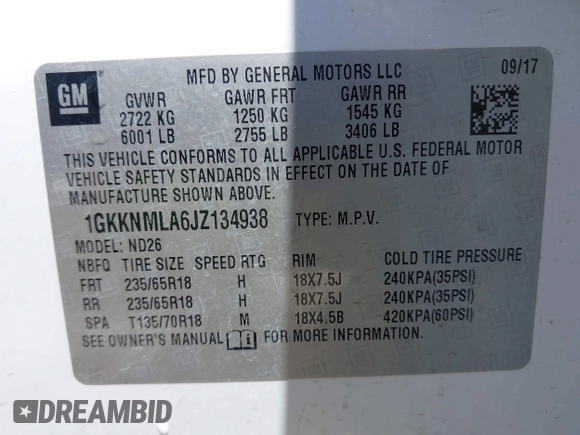 MFD BY GENERAL MOTORS LLC 09/17
GM
GVWR GAWR FRT GAWR RR
2722 KG 1250 KG 1545 KG
6001 LB 2755 LB 3406 LB
THIS VEHICLE CONFORMS TO ALL APPLICABLE U.S. FEDERAL MOTOR
VEHICLE SAFETY STANDARDS IN EFFECT ON THE DATE OF
MANUFACTURE SHOWN ABOVE.
1GKKNMLA6JZ134938 TYPE: M.P.V.
MODEL: ND26
NBFQ TIRE SIZE SPEED RTG RIM COLD TIRE PRESSURE
FRT 235/65R18 H 18X7.5J 240KPA(35PSI)
RR 235/65R18 H 18X7.5J 240KPA(35PSI)
SPA T135/70R18 M 18X4.5B 420KPA(60PSI)
SEE OWNER'S MANUAL FOR MORE INFORMATION.
DREAMBID